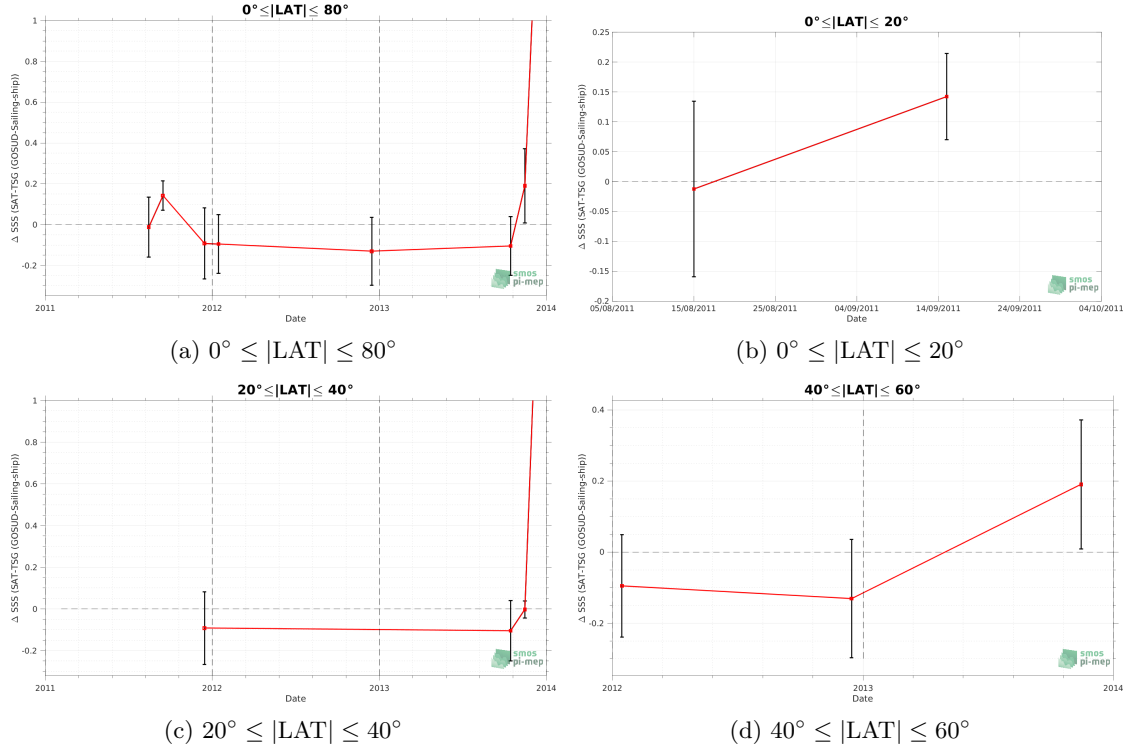 0°≤|LAT|≤ 80°
Δ SSS (SAT-TSG (GOSUD-Sailing-ship))
1
0.8
0.6
0.4
0.2
0
-0.2
2011
2012
2013
2014
Date
smos
pi-mep
(a) 0° ≤ |LAT| ≤ 80°
0°≤|LAT|≤ 20°
Δ SSS (SAT-TSG (GOSUD-Sailing-ship))
0.25
0.2
0.15
0.1
0.05
0
-0.05
-0.1
-0.15
-0.2
05/08/2011
15/08/2011
25/08/2011
04/09/2011
14/09/2011
24/09/2011
04/10/2011
Date
smos
pi-mep
(b) 0° ≤ |LAT| ≤ 20°
20°≤|LAT|≤ 40°
Δ SSS (SAT-TSG (GOSUD-Sailing-ship))
1
0.8
0.6
0.4
0.2
0
-0.2
2011
2012
2013
2014
Date
smos
pi-mep
(c) 20° ≤ |LAT| ≤ 40°
40°≤|LAT|≤ 60°
Δ SSS (SAT-TSG (GOSUD-Sailing-ship))
0.4
0.2
0
-0.2
2012
2013
2014
Date
smos
pi-mep
(d) 40° ≤ |LAT| ≤ 60°